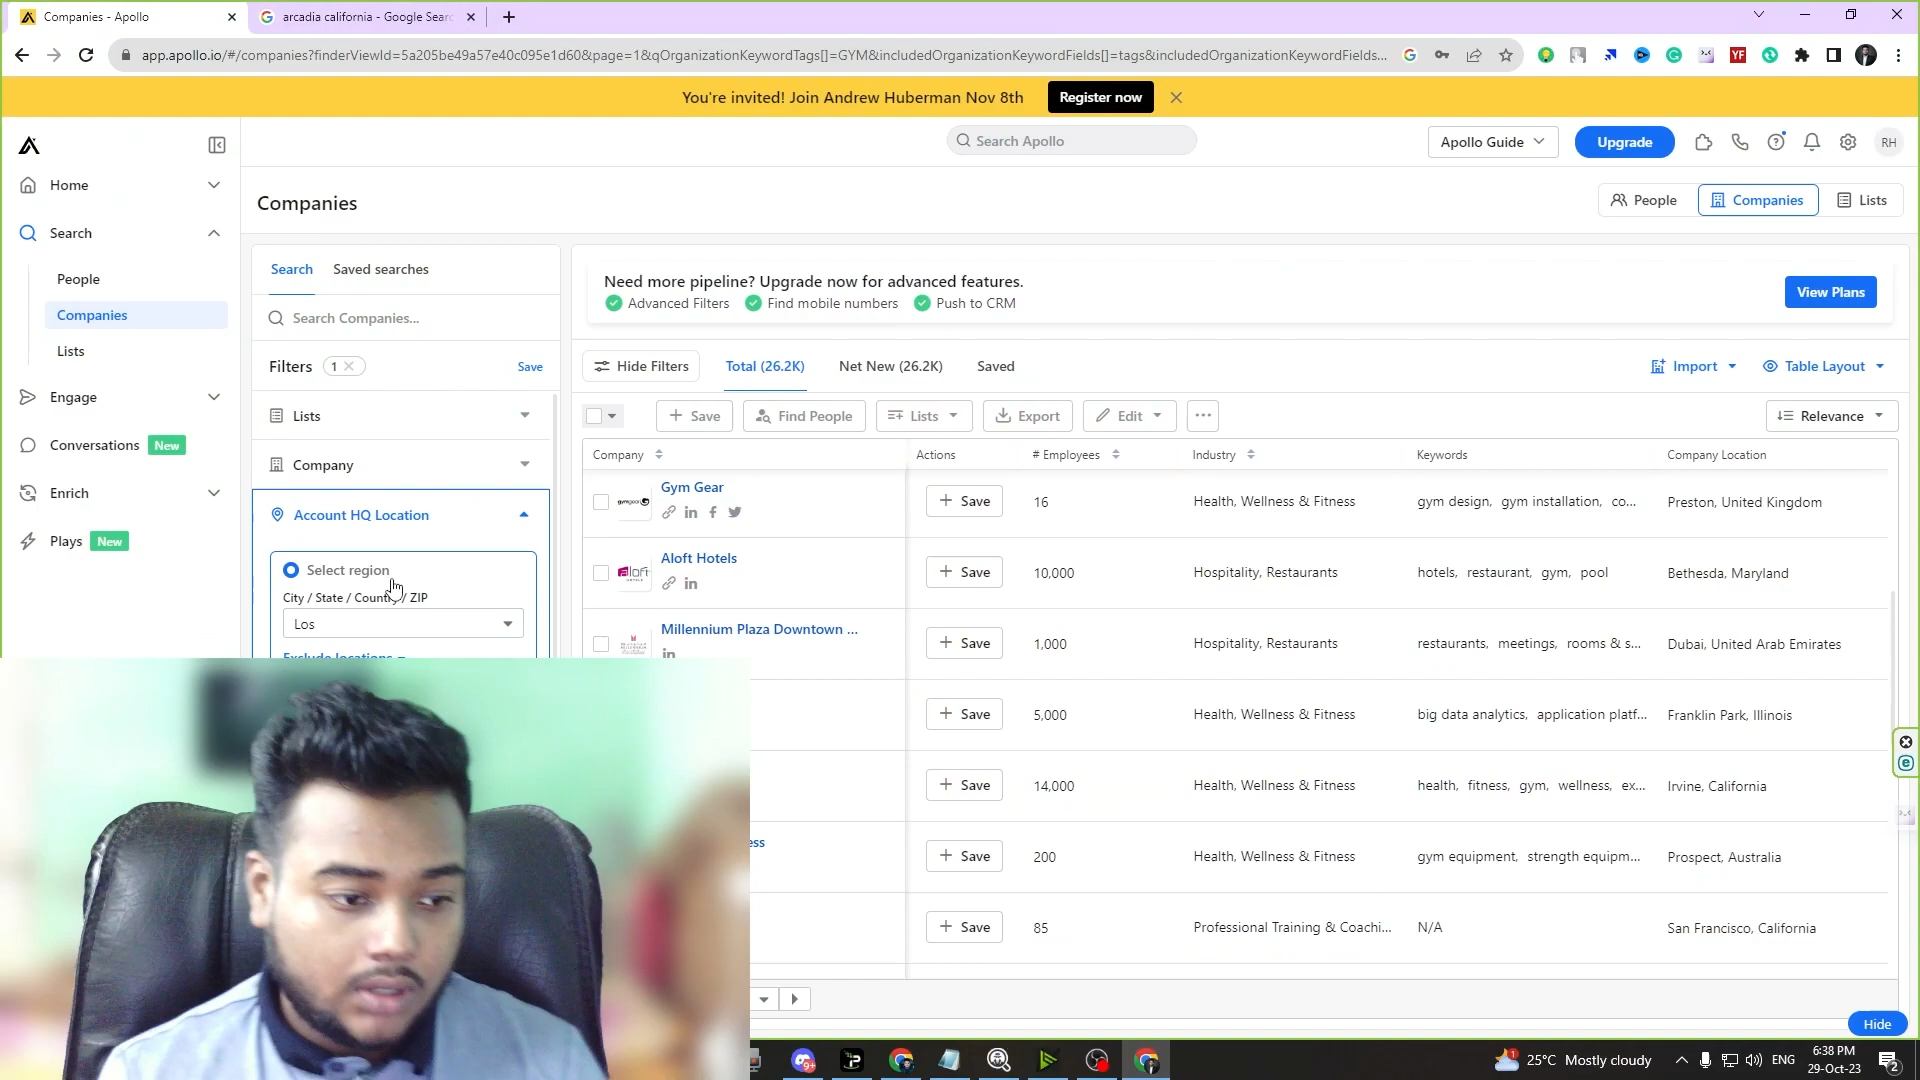 Companies - Apollo
arcadia california - Google Sear
app.apollo.io/#/companies?finderViewId=5a205be49a57e40c095e1d60&page=1&qOrganizationKeywordTags[]=GYM&includedOrganizationKeywordFields[]=tags&includedOrganizationKeywordFields...
You're invited! Join Andrew Huberman Nov 8th
Register now
Search Apollo
Apollo Guide
Upgrade
RH
Home
Search
People
Companies
Lists
Engage
Conversations New
Enrich
Plays New
Companies
People
Companies
Lists
Search
Saved searches
Search Companies...
Filters 1
Save
Lists
Company
Account HQ Location
Select region
City / State / Country / ZIP
Los
Exclude locations
Need more pipeline? Upgrade now for advanced features.
Advanced Filters
Find mobile numbers
Push to CRM
View Plans
Hide Filters
Total (26.2K)
Net New (26.2K)
Saved
Import
Table Layout
Save
Find People
Lists
Export
Edit
Relevance
Company Actions # Employees Industry Keywords Company Location
Gym Gear Save 16 Health, Wellness & Fitness gym design, gym installation, co... Preston, United Kingdom
Aloft Hotels Save 10,000 Hospitality, Restaurants hotels, restaurant, gym, pool Bethesda, Maryland
Millennium Plaza Downtown ... Save 1,000 Hospitality, Restaurants restaurants, meetings, rooms & s... Dubai, United Arab Emirates
Save 5,000 Health, Wellness & Fitness big data analytics, application platf... Franklin Park, Illinois
Save 14,000 Health, Wellness & Fitness health, fitness, gym, wellness, ex... Irvine, California
ess Save 200 Health, Wellness & Fitness gym equipment, strength equipm... Prospect, Australia
Save 85 Professional Training & Coachi... N/A San Francisco, California
Hide
25°C Mostly cloudy
ENG
6:38 PM
29-Oct-23